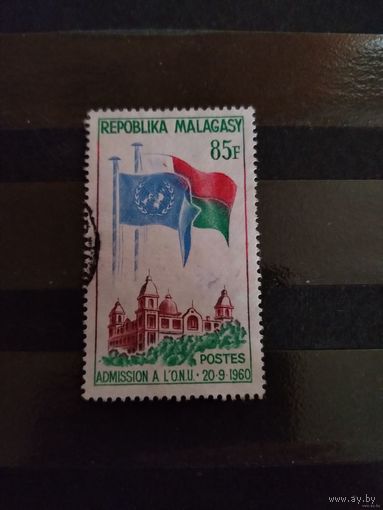 REPOBLIKA MALAGASY
85F
POSTES
ADMISSION A L'O.N.U. · 20-9-1960
www.ay.by